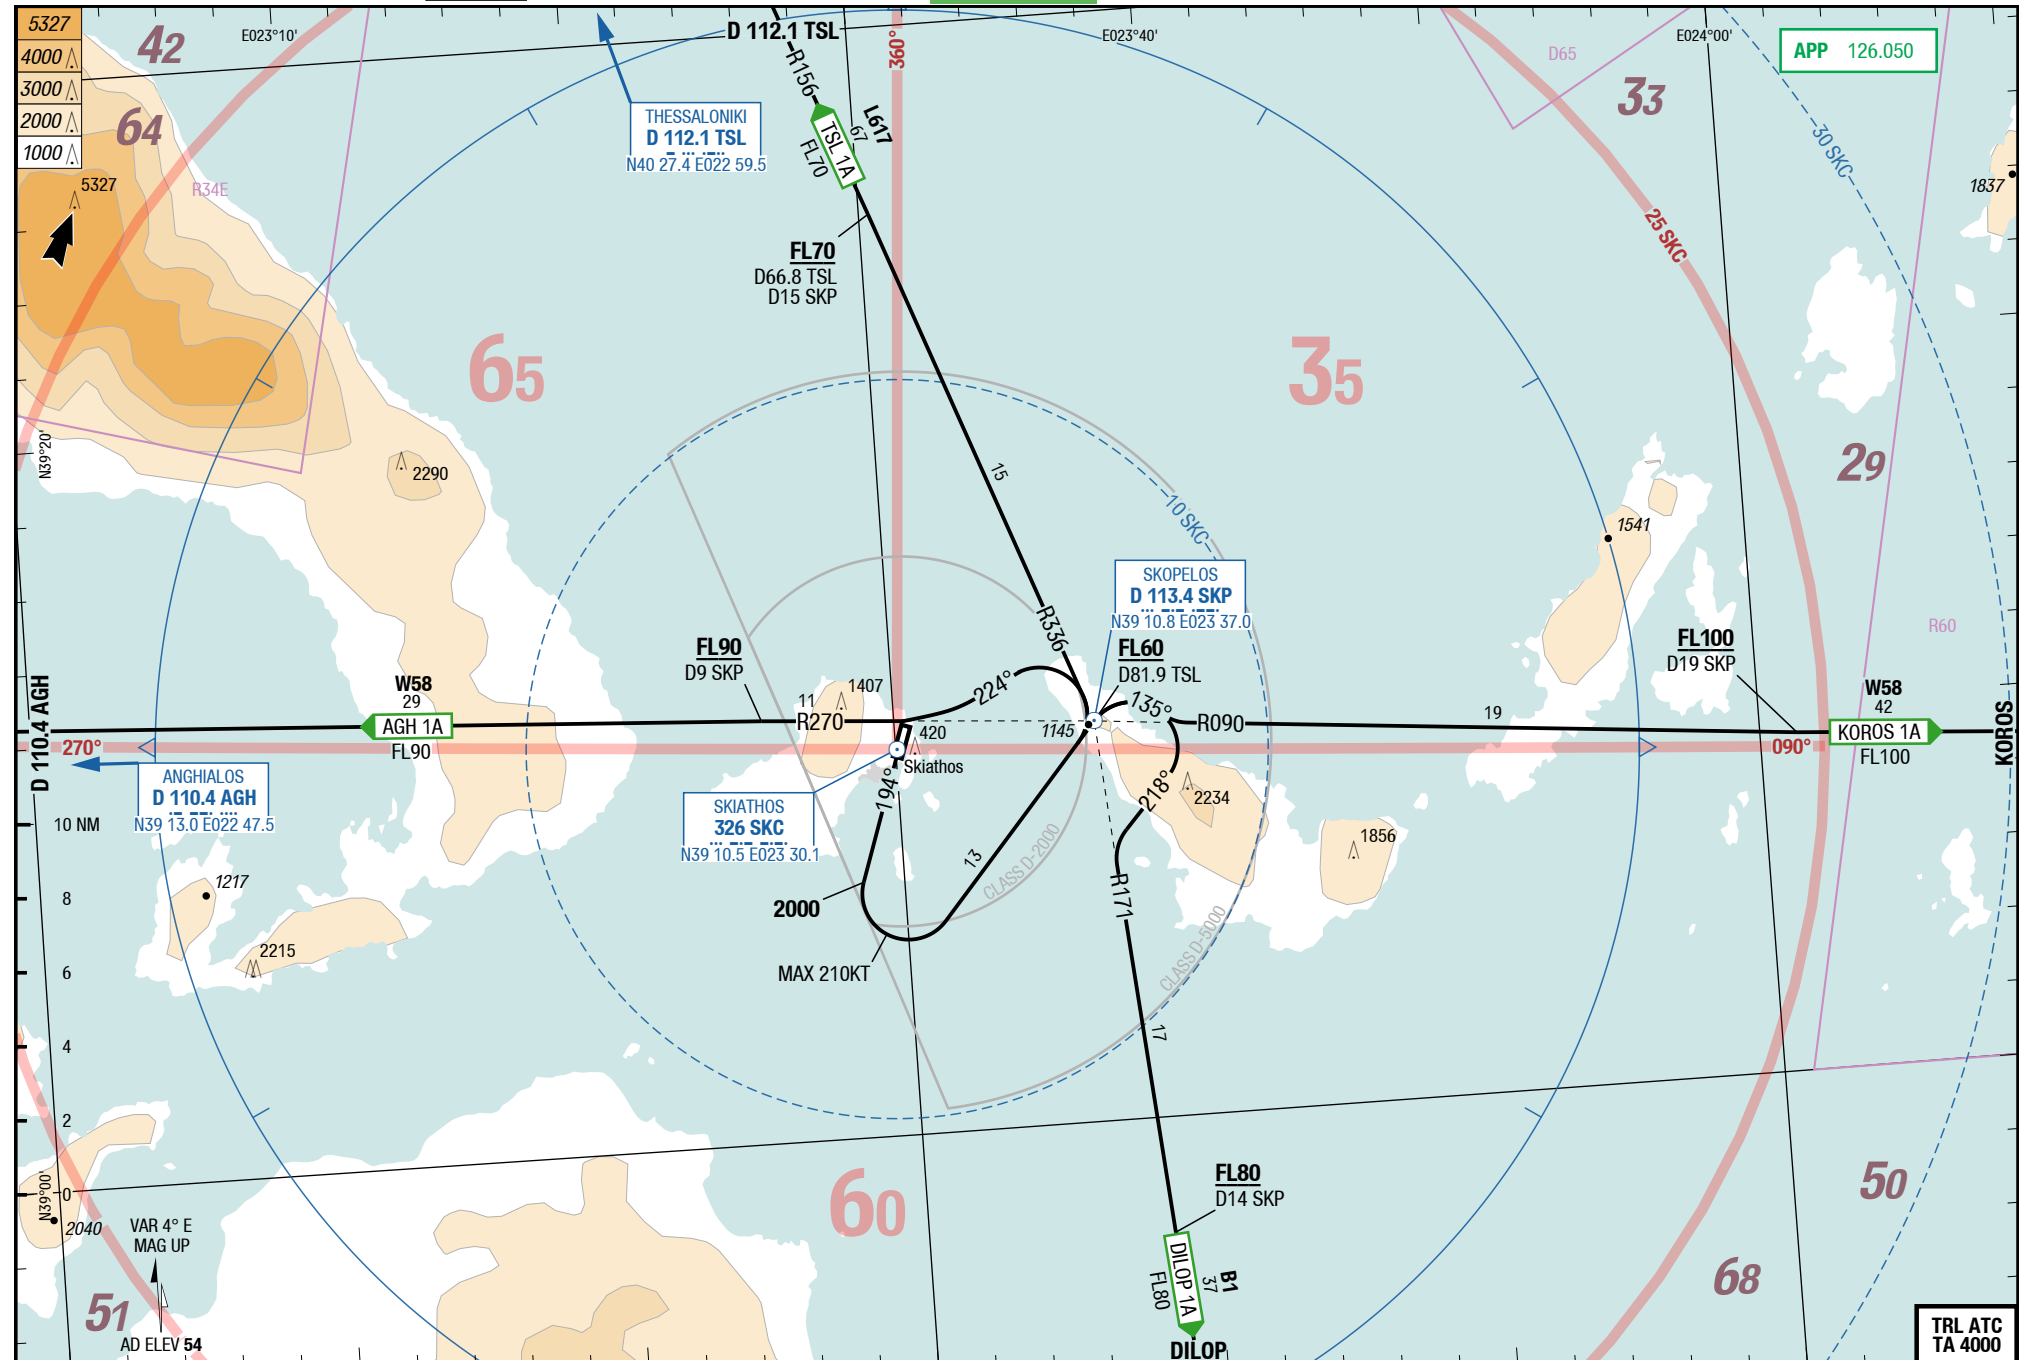 5327
4000
3000
2000
1000
42
64
E023°10'
D 112.1 TSL
360°
E023°40'
E024°00'
D65
33
APP 126.050
R156
L617
67
TSL 1A
FL70
THESSALONIKI
D 112.1 TSL
N40 27.4 E022 59.5
30 SKC
1837
5327
R34E
25 SKC
FL70
D66.8 TSL
D15 SKP
65
35
N39°20'
2290
15
10 SKC
29
1541
SKOPELOS
D 113.4 SKP
N39 10.8 E023 37.0
R336
FL60
D81.9 TSL
FL90
D9 SKP
FL100
D19 SKP
R60
W58
29
AGH 1A
FL90
11
R270
1407
224°
135°
R090
1145
19
W58
42
KOROS 1A
FL100
KOROS
D 110.4 AGH
270°
090°
420
Skiathos
ANGHIALOS
D 110.4 AGH
N39 13.0 E022 47.5
SKIATHOS
326 SKC
N39 10.5 E023 30.1
194°
218°
2234
1856
10 NM
8
6
4
2
0
1217
2215
2000
13
CLASS D-2000
R171
MAX 210KT
CLASS D-5000
17
FL80
D14 SKP
60
50
68
51
N39°00'
2040
VAR 4° E
MAG UP
AD ELEV 54
DILOP 1A
FL80
B1
37
DILOP
TRL ATC
TA 4000